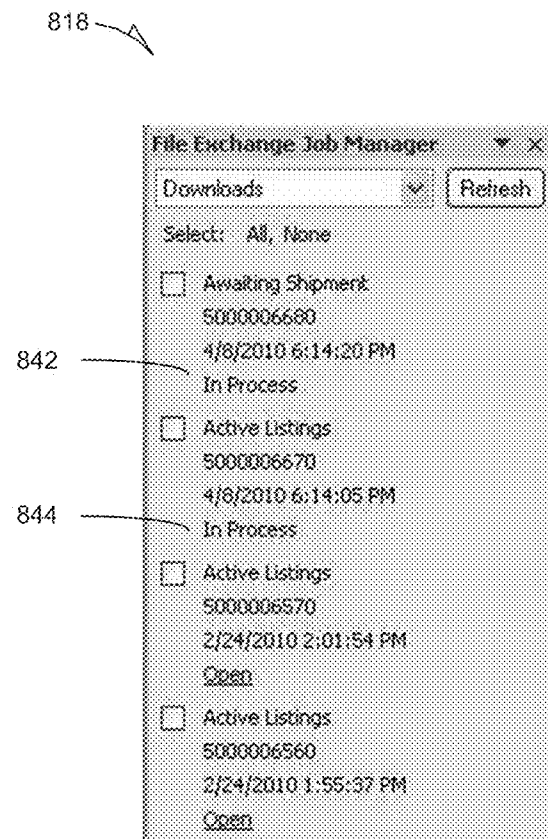 818
File Exchange Job Manager
Downloads Refresh
Select: All, None
Awaiting Shipment
5000006680
4/8/2010 6:14:20 PM
842
In Process
Active Listings
5000006670
4/8/2010 6:14:05 PM
844
In Process
Active Listings
5000006570
2/24/2010 2:01:54 PM
Open
Active Listings
5000006560
2/24/2010 1:55:37 PM
Open